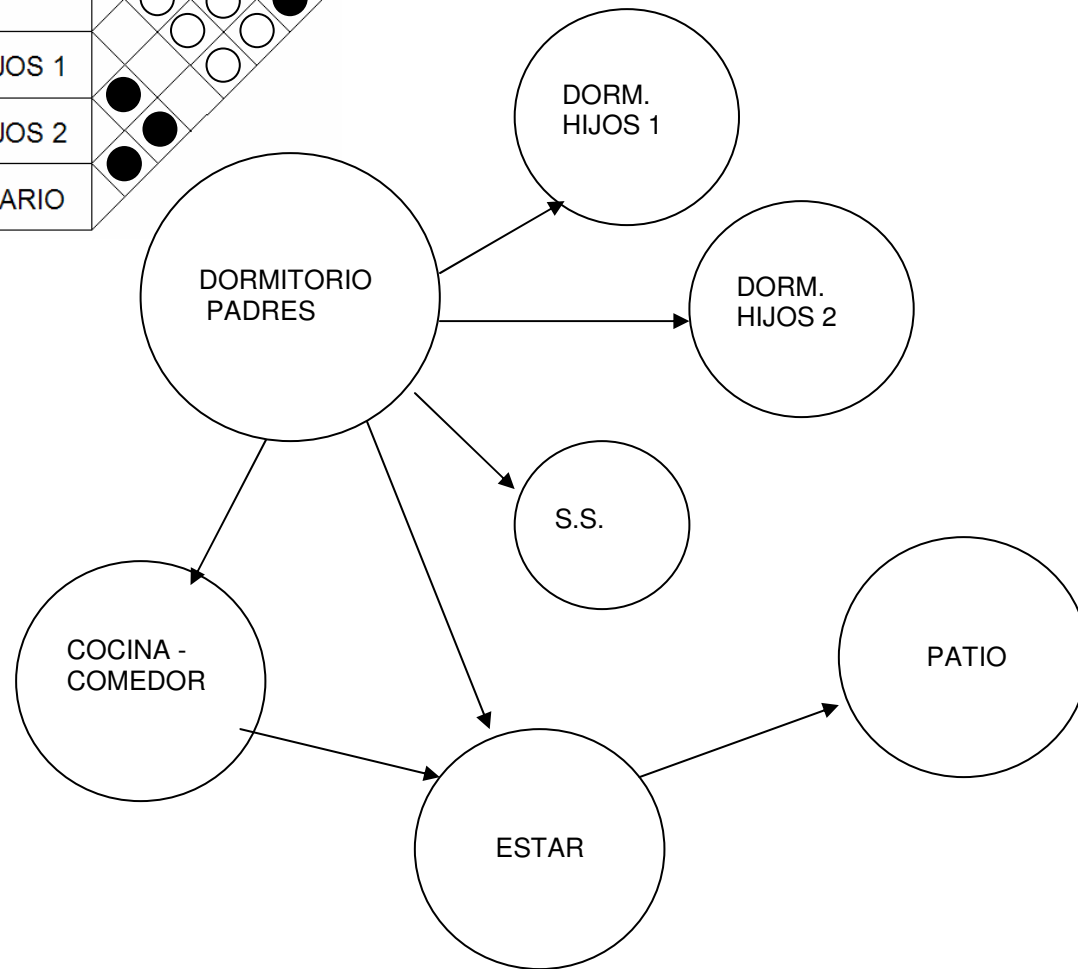 JOS 1
JOS 2
ARIO
DORM.
HIJOS 1
DORMITORIO
PADRES
DORM.
HIJOS 2
S.S.
COCINA -
COMEDOR
PATIO
ESTAR